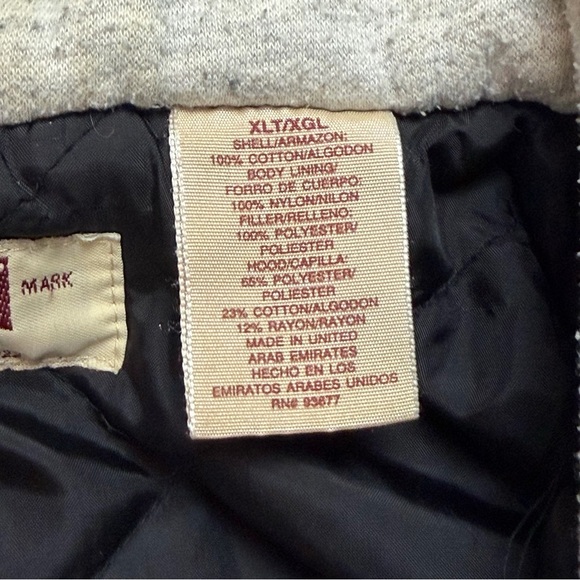 XLT/XGL
SHELL/ARMAZON:
100% COTTON/ALGODON
BODY LINING/
FORRO DE CUERPO:
100% NYLON/NILON
FILLER/RELLENO:
100% POLYESTER/
POLIESTER
HOOD/CAPILLA:
65% POLYESTER/
POLIESTER
23% COTTON/ALGODON
12% RAYON/RAYON
MADE IN UNITED
ARAB EMIRATES
HECHO EN LOS
EMIRATOS ARABES UNIDOS
RN# 93677
MARK